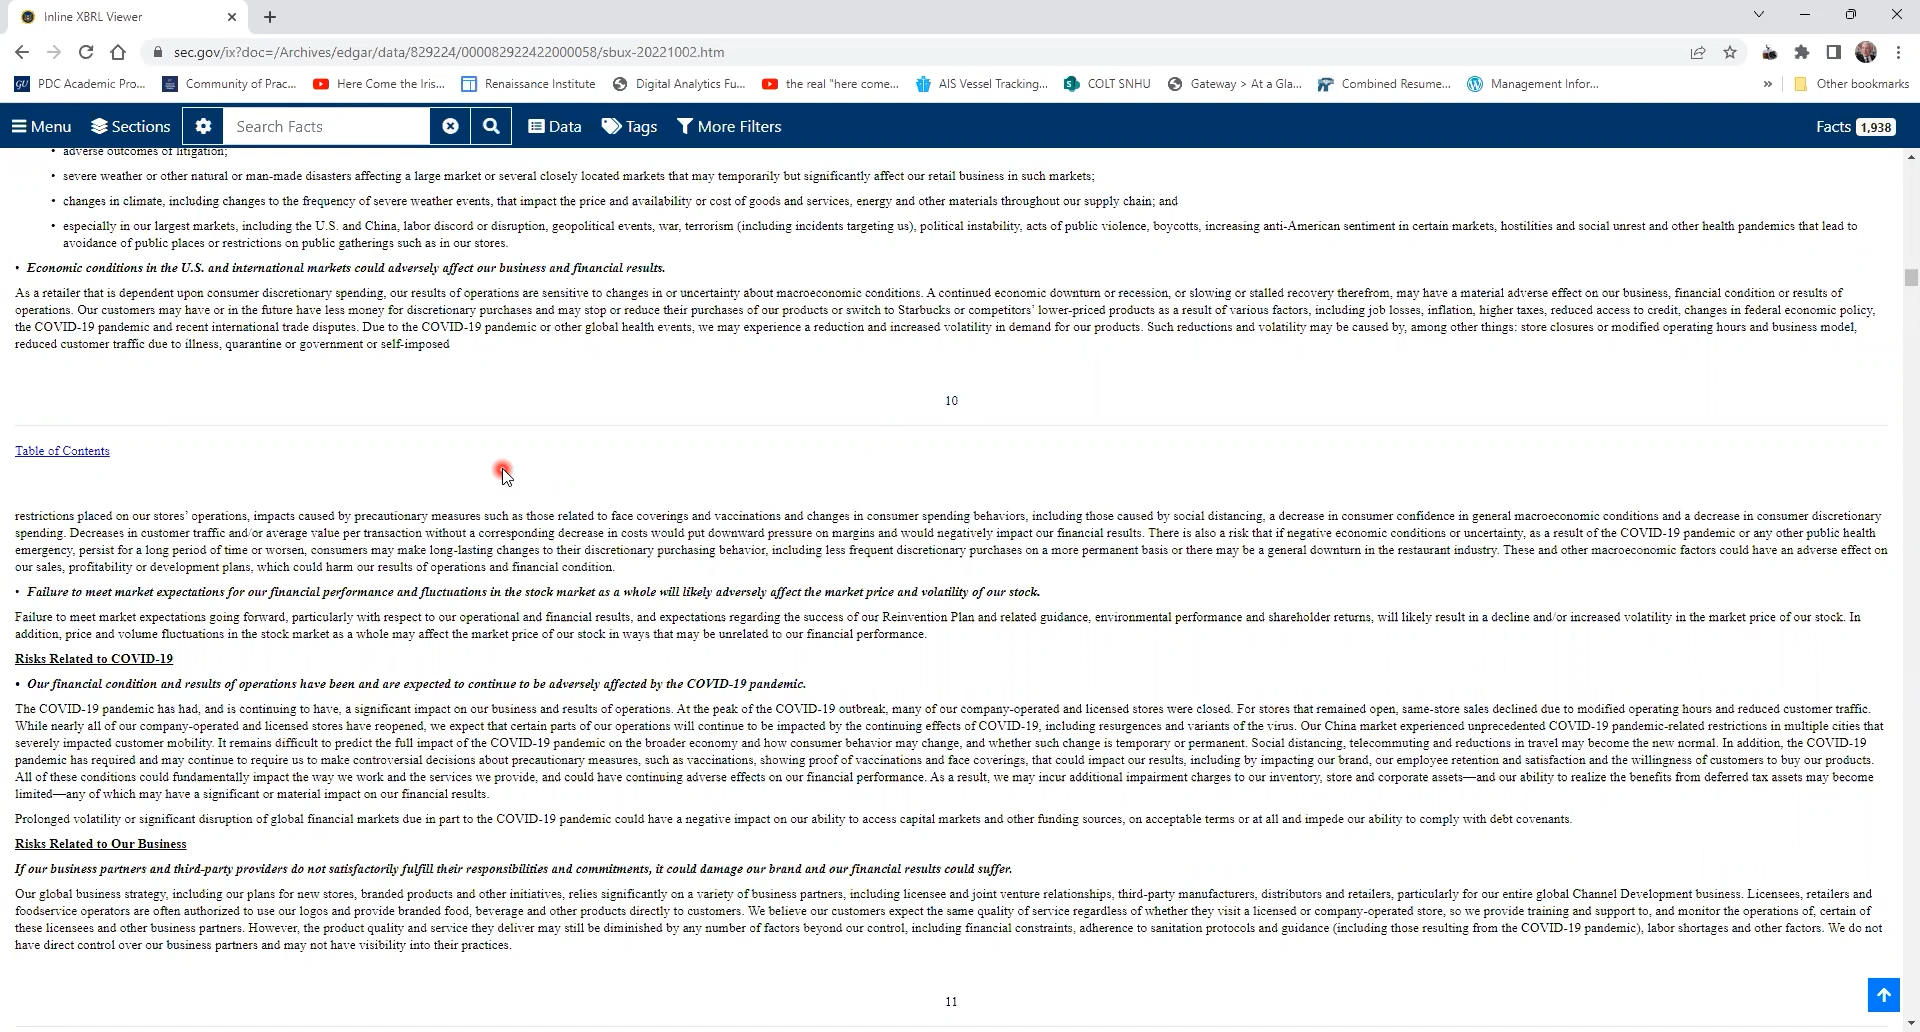 Inline XBRL Viewer
sec.gov/ix?doc=/Archives/edgar/data/829224/000082922422000058/sbux-20221002.htm
PDC Academic Pro... Community of Prac... Here Come the Iris... Renaissance Institute Digital Analytics Fu... the real "here come... AIS Vessel Tracking... COLT SNHU Gateway > At a Gla... Combined Resume... Management Infor... » Other bookmarks
Menu Sections Search Facts Data Tags More Filters Facts 1,938
• adverse outcomes of litigation;
• severe weather or other natural or man-made disasters affecting a large market or several closely located markets that may temporarily but significantly affect our retail business in such markets;
• changes in climate, including changes to the frequency of severe weather events, that impact the price and availability or cost of goods and services, energy and other materials throughout our supply chain; and
• especially in our largest markets, including the U.S. and China, labor discord or disruption, geopolitical events, war, terrorism (including incidents targeting us), political instability, acts of public violence, boycotts, increasing anti-American sentiment in certain markets, hostilities and social unrest and other health pandemics that lead to
avoidance of public places or restrictions on public gatherings such as in our stores.
• Economic conditions in the U.S. and international markets could adversely affect our business and financial results.
As a retailer that is dependent upon consumer discretionary spending, our results of operations are sensitive to changes in or uncertainty about macroeconomic conditions. A continued economic downturn or recession, or slowing or stalled recovery therefrom, may have a material adverse effect on our business, financial condition or results of
operations. Our customers may have or in the future have less money for discretionary purchases and may stop or reduce their purchases of our products or switch to Starbucks or competitors' lower-priced products as a result of various factors, including job losses, inflation, higher taxes, reduced access to credit, changes in federal economic policy,
the COVID-19 pandemic and recent international trade disputes. Due to the COVID-19 pandemic or other global health events, we may experience a reduction and increased volatility in demand for our products. Such reductions and volatility may be caused by, among other things: store closures or modified operating hours and business model,
reduced customer traffic due to illness, quarantine or government or self-imposed
10
Table of Contents
restrictions placed on our stores' operations, impacts caused by precautionary measures such as those related to face coverings and vaccinations and changes in consumer spending behaviors, including those caused by social distancing, a decrease in consumer confidence in general macroeconomic conditions and a decrease in consumer discretionary
spending. Decreases in customer traffic and/or average value per transaction without a corresponding decrease in costs would put downward pressure on margins and would negatively impact our financial results. There is also a risk that if negative economic conditions or uncertainty, as a result of the COVID-19 pandemic or any other public health
emergency, persist for a long period of time or worsen, consumers may make long-lasting changes to their discretionary purchasing behavior, including less frequent discretionary purchases on a more permanent basis or there may be a general downturn in the restaurant industry. These and other macroeconomic factors could have an adverse effect on
our sales, profitability or development plans, which could harm our results of operations and financial condition.
• Failure to meet market expectations for our financial performance and fluctuations in the stock market as a whole will likely adversely affect the market price and volatility of our stock.
Failure to meet market expectations going forward, particularly with respect to our operational and financial results, and expectations regarding the success of our Reinvention Plan and related guidance, environmental performance and shareholder returns, will likely result in a decline and/or increased volatility in the market price of our stock. In
addition, price and volume fluctuations in the stock market as a whole may affect the market price of our stock in ways that may be unrelated to our financial performance.
Risks Related to COVID-19
• Our financial condition and results of operations have been and are expected to continue to be adversely affected by the COVID-19 pandemic.
The COVID-19 pandemic has had, and is continuing to have, a significant impact on our business and results of operations. At the peak of the COVID-19 outbreak, many of our company-operated and licensed stores were closed. For stores that remained open, same-store sales declined due to modified operating hours and reduced customer traffic.
While nearly all of our company-operated and licensed stores have reopened, we expect that certain parts of our operations will continue to be impacted by the continuing effects of COVID-19, including resurgences and variants of the virus. Our China market experienced unprecedented COVID-19 pandemic-related restrictions in multiple cities that
severely impacted customer mobility. It remains difficult to predict the full impact of the COVID-19 pandemic on the broader economy and how consumer behavior may change, and whether such change is temporary or permanent. Social distancing, telecommuting and reductions in travel may become the new normal. In addition, the COVID-19
pandemic has required and may continue to require us to make controversial decisions about precautionary measures, such as vaccinations, showing proof of vaccinations and face coverings, that could impact our results, including by impacting our brand, our employee retention and satisfaction and the willingness of customers to buy our products.
All of these conditions could fundamentally impact the way we work and the services we provide, and could have continuing adverse effects on our financial performance. As a result, we may incur additional impairment charges to our inventory, store and corporate assets—and our ability to realize the benefits from deferred tax assets may become
limited—any of which may have a significant or material impact on our financial results.
Prolonged volatility or significant disruption of global financial markets due in part to the COVID-19 pandemic could have a negative impact on our ability to access capital markets and other funding sources, on acceptable terms or at all and impede our ability to comply with debt covenants.
Risks Related to Our Business
If our business partners and third-party providers do not satisfactorily fulfill their responsibilities and commitments, it could damage our brand and our financial results could suffer.
Our global business strategy, including our plans for new stores, branded products and other initiatives, relies significantly on a variety of business partners, including licensee and joint venture relationships, third-party manufacturers, distributors and retailers, particularly for our entire global Channel Development business. Licensees, retailers and
foodservice operators are often authorized to use our logos and provide branded food, beverage and other products directly to customers. We believe our customers expect the same quality of service regardless of whether they visit a licensed or company-operated store, so we provide training and support to, and monitor the operations of, certain of
these licensees and other business partners. However, the product quality and service they deliver may still be diminished by any number of factors beyond our control, including financial constraints, adherence to sanitation protocols and guidance (including those resulting from the COVID-19 pandemic), labor shortages and other factors. We do not
have direct control over our business partners and may not have visibility into their practices.
11